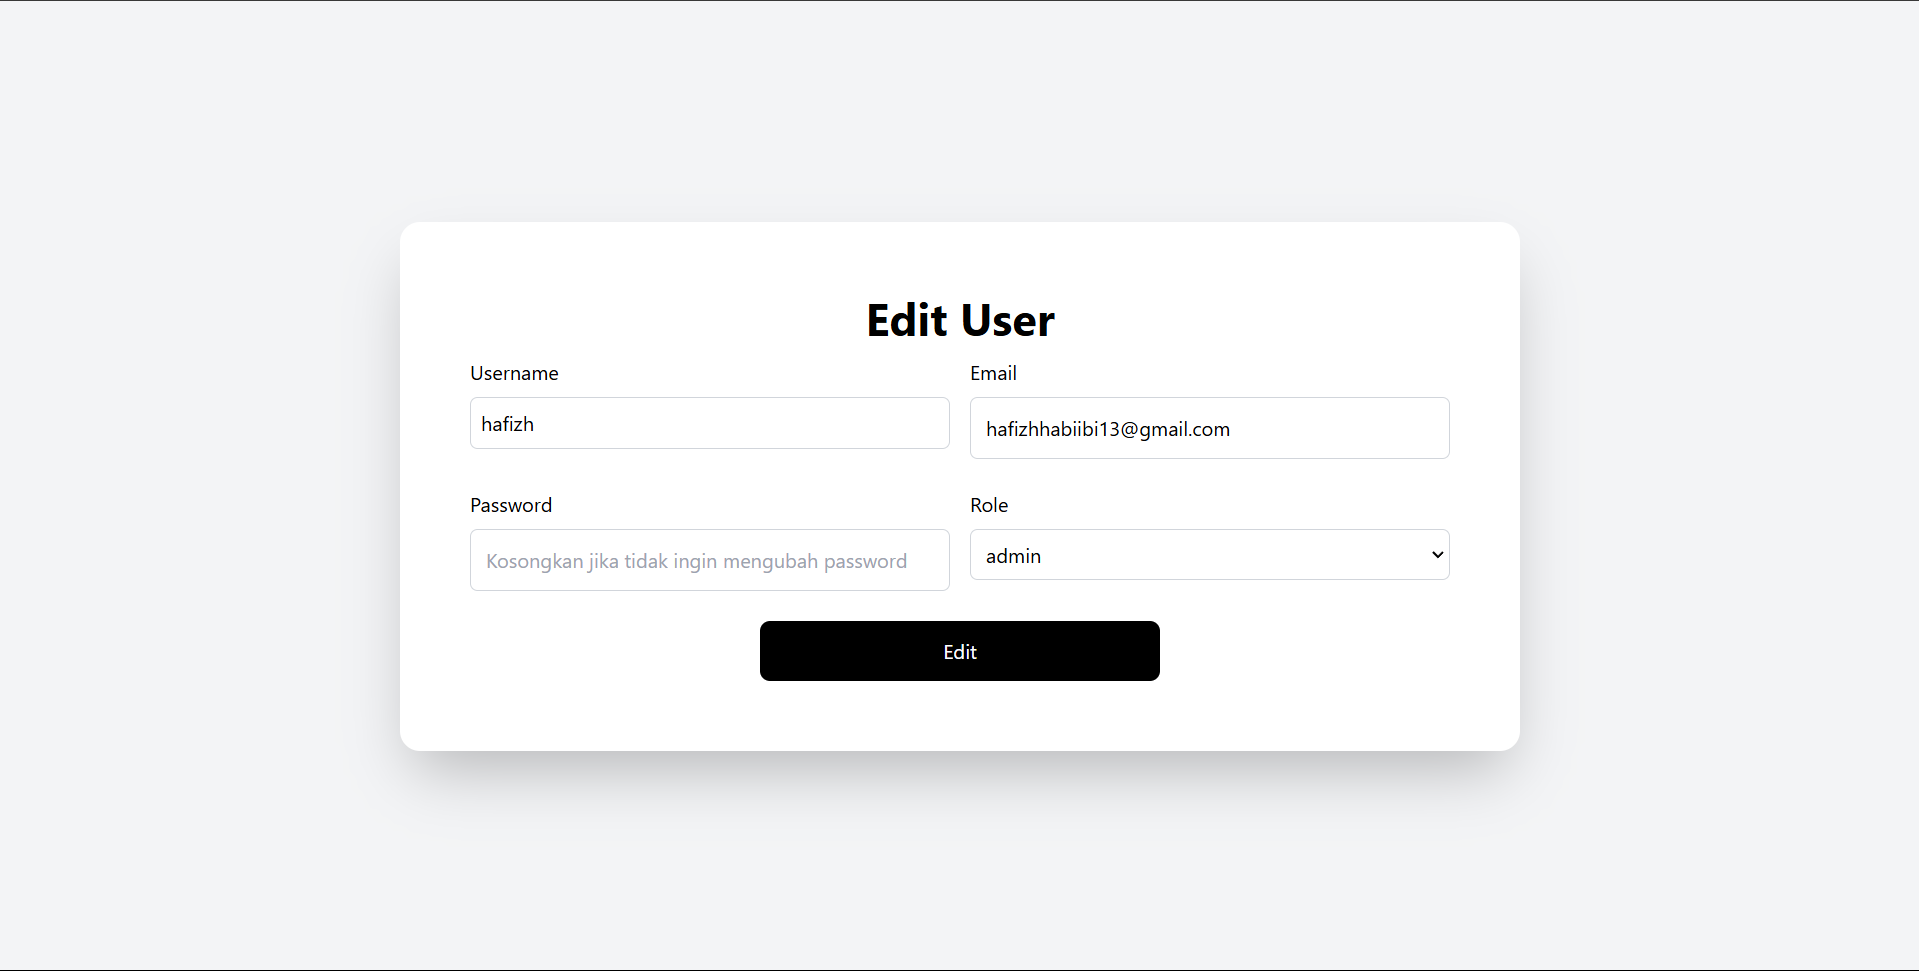 Edit User
Username
Email
hafizh
hafizhhabiibi13@gmail.com
Password
Role
Kosongkan jika tidak ingin mengubah password
admin
Edit